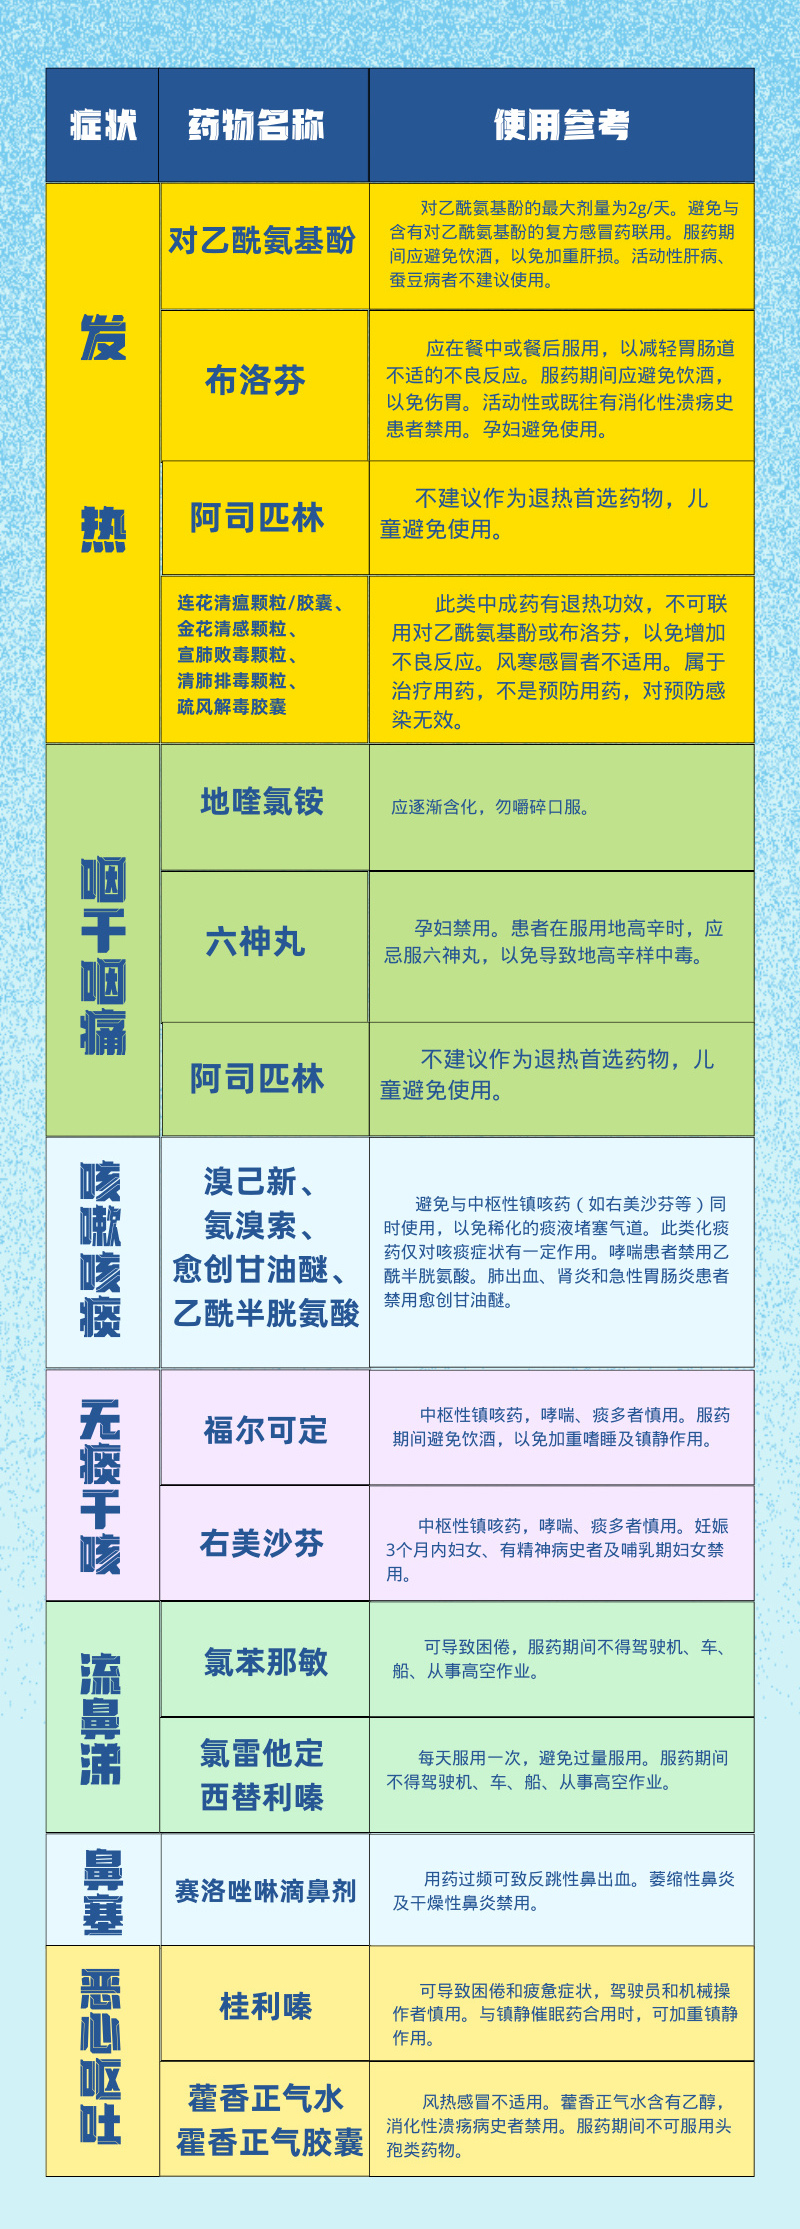 症状
药物名称
使用参考
发
热
对乙酰氨基酚
对乙酰氨基酚的最大剂量为2g/天。避免与
含有对乙酰氨基酚的复方感冒药联用。服药期
间应避免饮酒，以免加重肝损。活动性肝病、
蚕豆病者不建议使用。
布洛芬
应在餐中或餐后服用，以减轻胃肠道
不适的不良反应。服药期间应避免饮酒，
以免伤胃。活动性或既往有消化性溃疡史
患者禁用。孕妇避免使用。
阿司匹林
不建议作为退热首选药物，儿
童避免使用。
连花清瘟颗粒/胶囊、
金花清感颗粒、
宣肺败毒颗粒、
清肺排毒颗粒、
疏风解毒胶囊
此类中成药有退热功效，不可联
用对乙酰氨基酚或布洛芬，以免增加
不良反应。风寒感冒者不适用。属于
治疗用药，不是预防用药，对预防感
染无效。
咽
干
咽
痛
地喹氯铵
应逐渐含化，勿嚼碎口服。
六神丸
孕妇禁用。患者在服用地高辛时，应
忌服六神丸，以免导致地高辛样中毒。
阿司匹林
不建议作为退热首选药物，儿
童避免使用。
咳
嗽
咳
痰
溴己新、
氨溴索、
愈创甘油醚、
乙酰半胱氨酸
避免与中枢性镇咳药（如右美沙芬等）同
时使用，以免稀化的痰液堵塞气道。此类化痰
药仅对咳痰症状有一定作用。哮喘患者禁用乙
酰半胱氨酸。肺出血、肾炎和急性胃肠炎患者
禁用愈创甘油醚。
无
痰
干
咳
福尔可定
中枢性镇咳药，哮喘、痰多者慎用。服药
期间避免饮酒，以免加重嗜睡及镇静作用。
右美沙芬
中枢性镇咳药，哮喘、痰多者慎用。妊娠
3个月内妇女、有精神病史者及哺乳期妇女禁
用。
流
鼻
涕
氯苯那敏
可导致困倦，服药期间不得驾驶机、车、
船、从事高空作业。
氯雷他定
西替利嗪
每天服用一次，避免过量服用。服药期间
不得驾驶机、车、船、从事高空作业。
鼻
塞
赛洛唑啉滴鼻剂
用药过频可致反跳性鼻出血。萎缩性鼻炎
及干燥性鼻炎禁用。
恶
心
呕
吐
桂利嗪
可导致困倦和疲惫症状，驾驶员和机械操
作者慎用。与镇静催眠药合用时，可加重镇静
作用。
藿香正气水
霍香正气胶囊
风热感冒不适用。藿香正气水含有乙醇，
消化性溃疡病史者禁用。服药期间不可服用头
孢类药物。